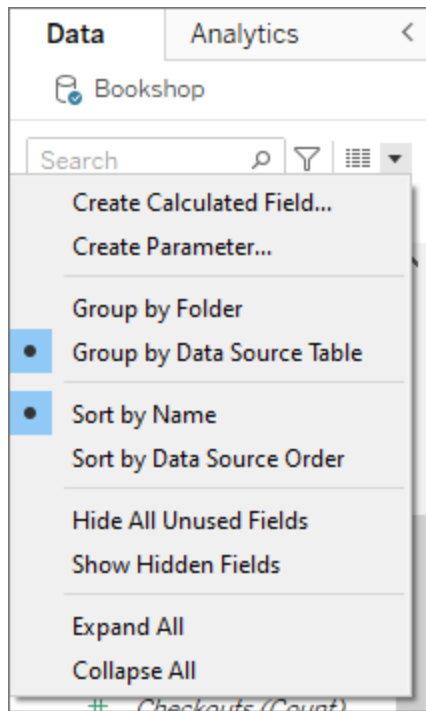 Data Analytics
Bookshop
Search
Create Calculated Field...
Create Parameter...
Group by Folder
Group by Data Source Table
Sort by Name
Sort by Data Source Order
Hide All Unused Fields
Show Hidden Fields
Expand All
Collapse All
# Checkouts (Count)